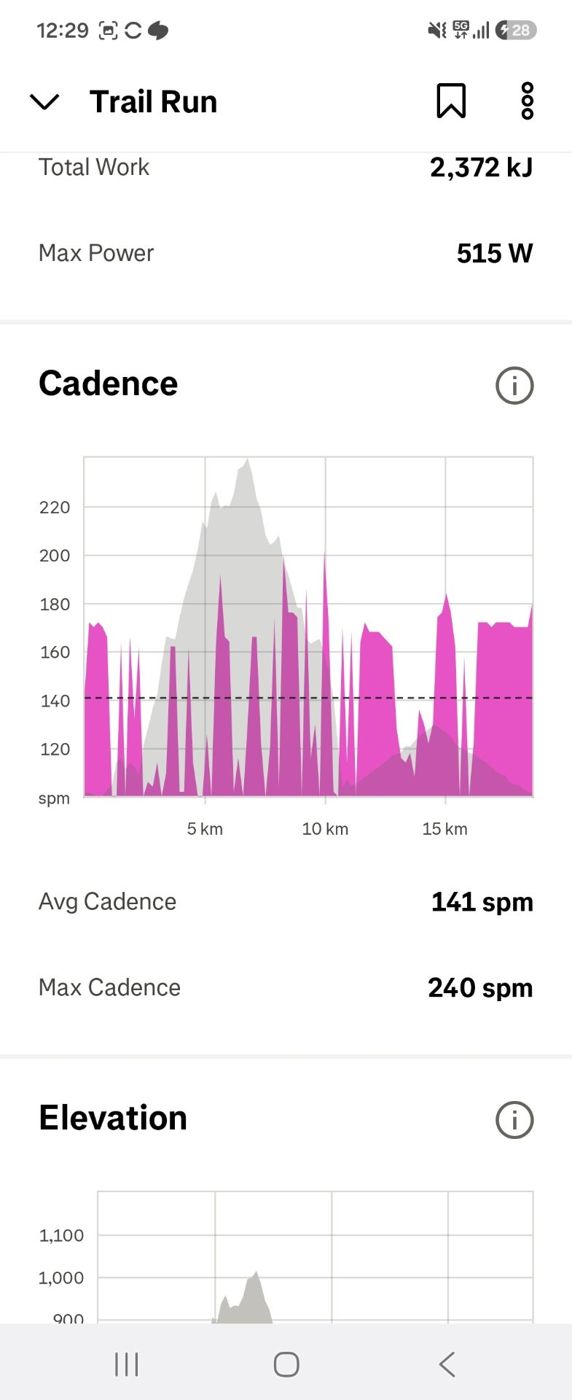 12:29
5G
28
Trail Run
Total Work 2,372 kJ
Max Power 515 W
Cadence
220
200
180
160
140
120
spm
5 km 10 km 15 km
Avg Cadence 141 spm
Max Cadence 240 spm
Elevation
1,100
1,000
900